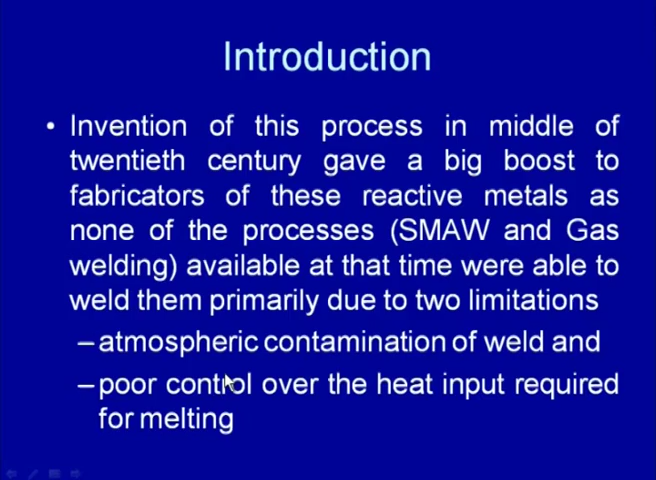 Introduction
• Invention of this process in middle of
twentieth century gave a big boost to
fabricators of these reactive metals as
none of the processes (SMAW and Gas
welding) available at that time were able to
weld them primarily due to two limitations
–atmospheric contamination of weld and
–poor control over the heat input required
for melting